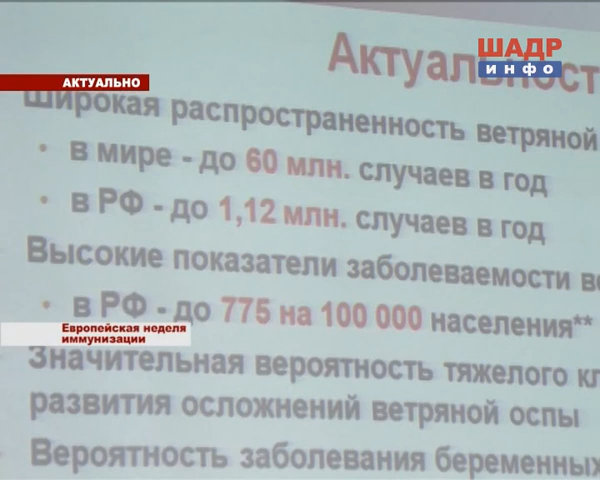 ШАДР
инфо
Актуальност
АКТУАЛЬНО
Широкая распространенность ветряной
• в мире - до 60 млн. случаев в год
• в РФ - до 1,12 млн. случаев в год
Высокие показатели заболеваемости ве
• в РФ - до 775 на 100 000 населения**
Европейская неделя
иммунизации
Значительная вероятность тяжелого кл
развития осложнений ветряной оспы
Вероятность заболевания беременных